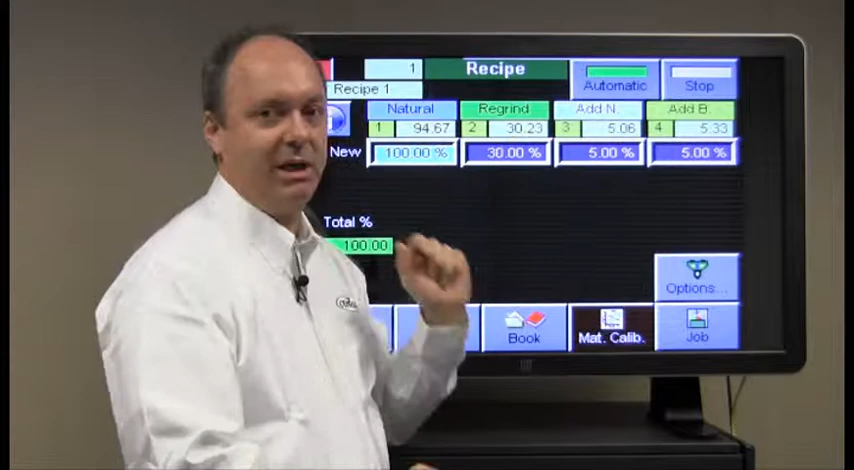 1 Recipe Automatic Stop
Recipe 1
Natural Regrind Add N. Add B.
1 94.67 2 30.23 3 5.06 4 5.33
New 100.00 % 30.00 % 5.00 % 5.00 %
Total %
100.00
Options...
Book Mat. Calib. Job